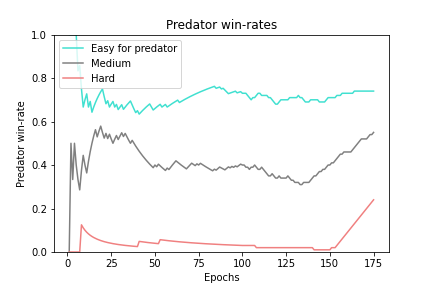 Predator win-rates
Easy for predator
Medium
Hard
Predator win-rate
1.0
0.8
0.6
0.4
0.2
0.0
0 25 50 75 100 125 150 175
Epochs